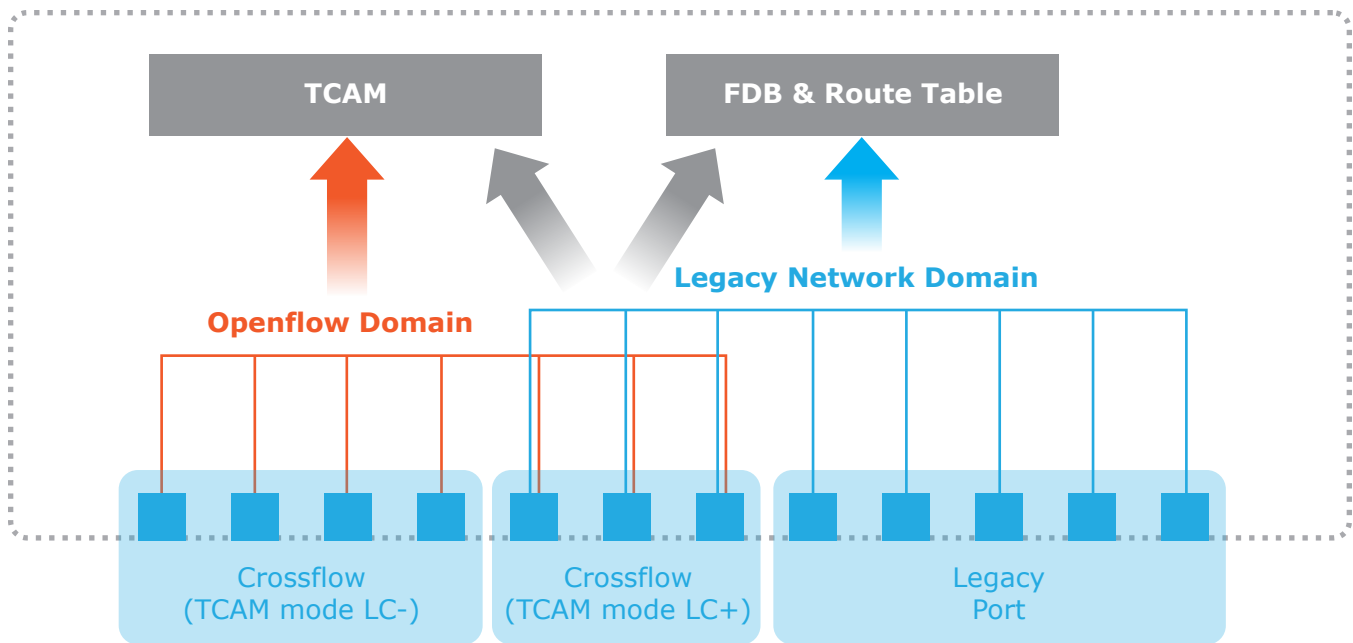 TCAM
FDB & Route Table
Legacy Network Domain
Openflow Domain
Crossflow
(TCAM mode LC-)
Crossflow
(TCAM mode LC+)
Legacy
Port